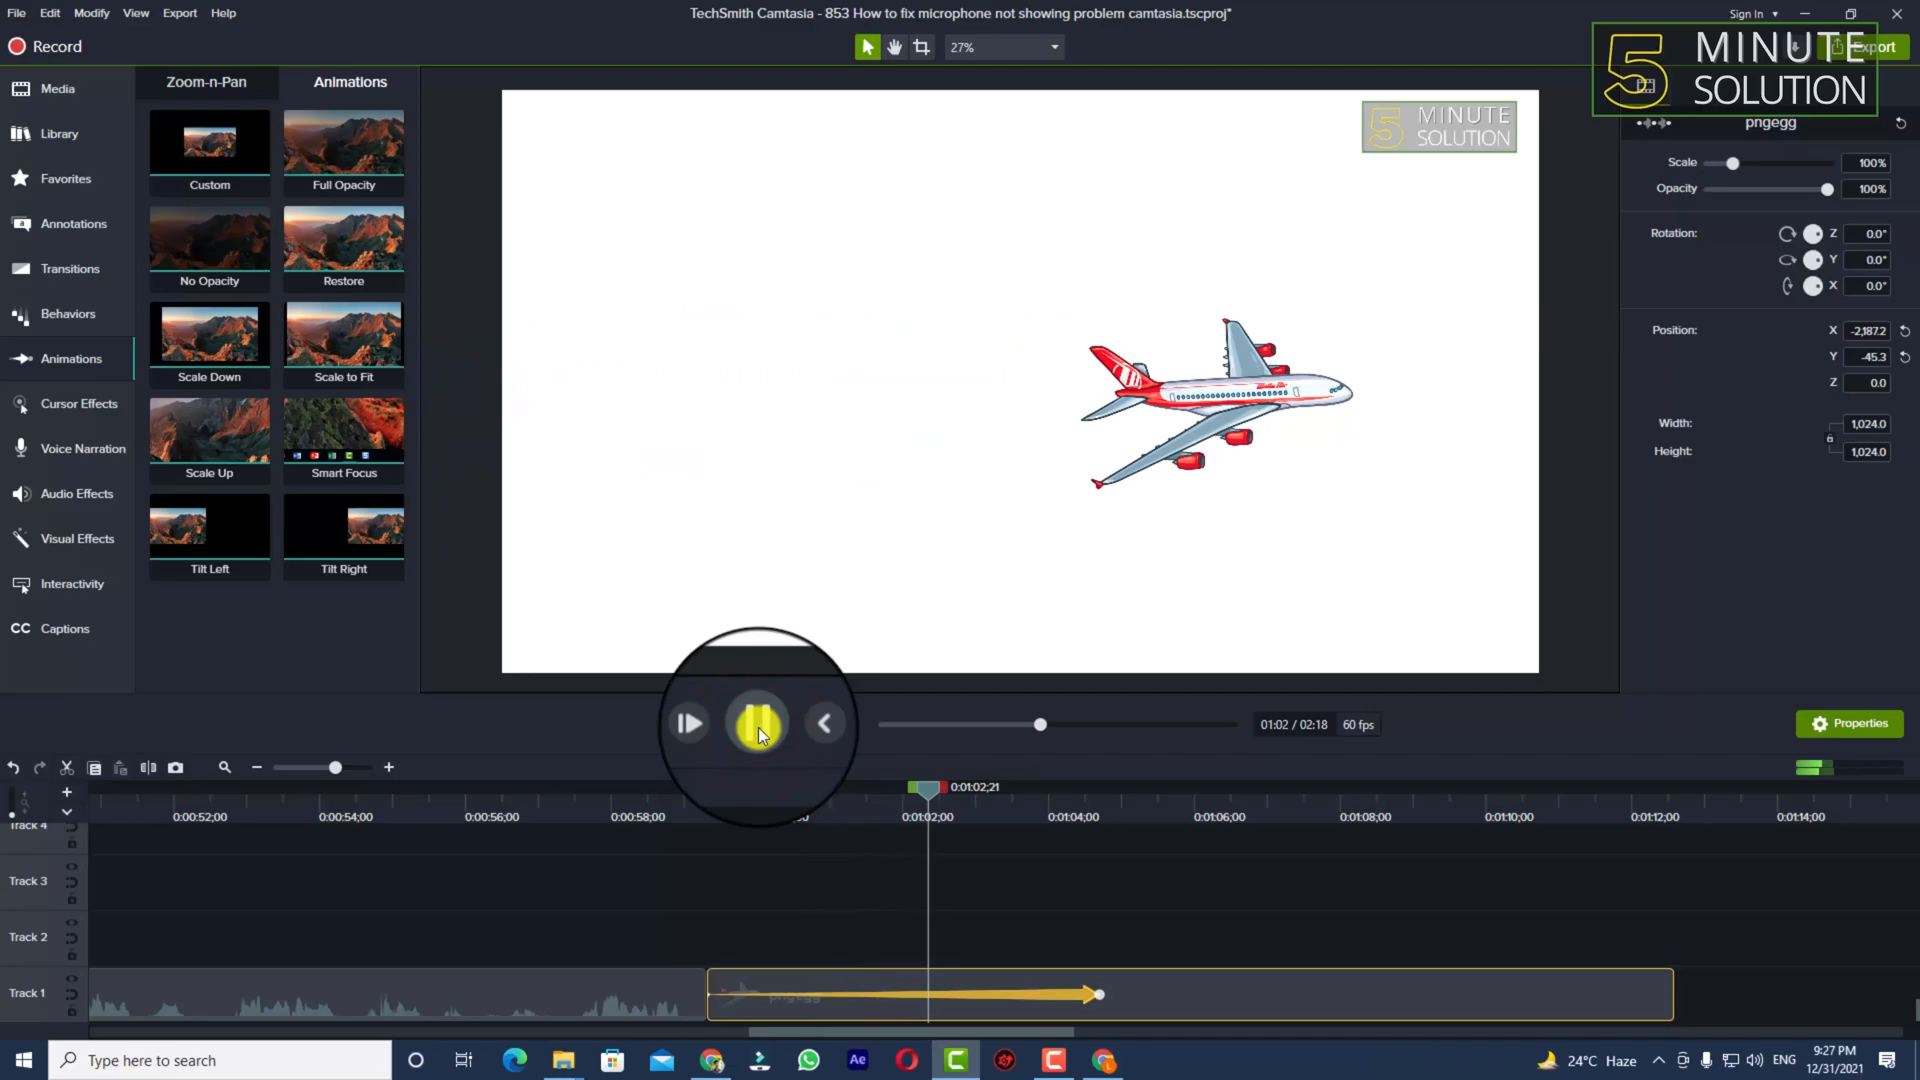 File Edit Modify View Export Help
TechSmith Camtasia - 853 How to fix microphone not showing problem camtasia.tscproj*
Sign In
Record
27%
Export
5 MINUTE
SOLUTION
Media
Library
Favorites
Annotations
Transitions
Behaviors
Animations
Cursor Effects
Voice Narration
Audio Effects
Visual Effects
Interactivity
CC Captions
Zoom-n-Pan Animations
Custom Full Opacity
No Opacity Restore
Scale Down Scale to Fit
Scale Up Smart Focus
Tilt Left Tilt Right
5 MINUTE
SOLUTION
pngegg
Scale 100%
Opacity 100%
Rotation: Z 0.0°
Y 0.0°
X 0.0°
Position: X -2,187.2
Y -45.3
Z 0.0
Width: 1,024.0
Height: 1,024.0
01:02 / 02:18 60 fps
Properties
0:01:02;21
0:00:52;00 0:00:54;00 0:00:56;00 0:00:58;00 0:01:02;00 0:01:04;00 0:01:06;00 0:01:08;00 0:01:10;00 0:01:12;00 0:01:14;00
Track 4
Track 3
Track 2
Track 1
pngegg
Type here to search
Ae
24°C Haze
ENG
9:27 PM
12/31/2021